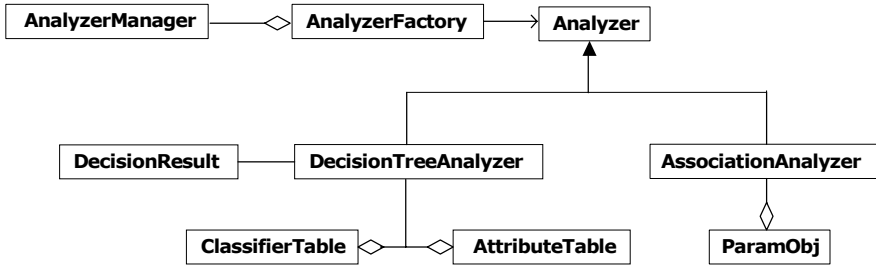 AnalyzerManager
AnalyzerFactory
Analyzer
DecisionResult
DecisionTreeAnalyzer
AssociationAnalyzer
ClassifierTable
AttributeTable
ParamObj